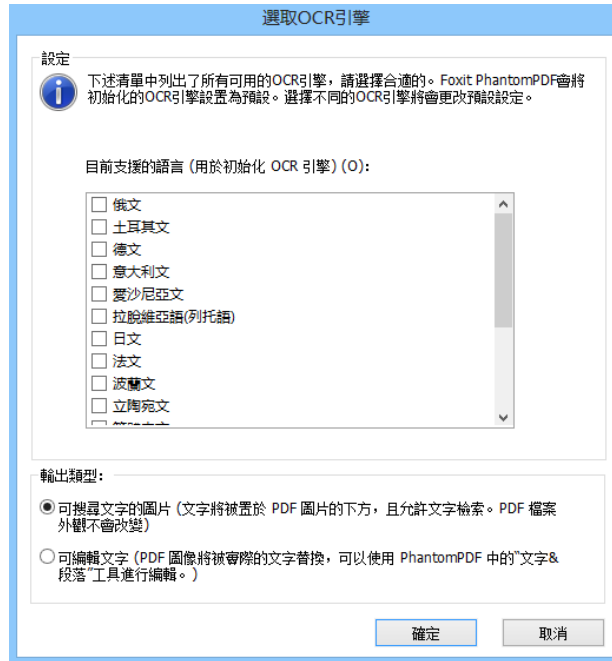 選取OCR引擎
設定
下述清單中列出了所有可用的OCR引擎，請選擇合適的。Foxit PhantomPDF會將
初始化的OCR引擎設置為預設。選擇不同的OCR引擎將會更改預設設定。
目前支援的語言 (用於初始化 OCR 引擎) (O):
俄文
土耳其文
德文
意大利文
愛沙尼亞文
拉脫維亞語(列托語)
日文
法文
波蘭文
立陶宛文
輸出類型:
可搜尋文字的圖片 (文字將被置於 PDF 圖片的下方，且允許文字檢索。PDF 檔案
外觀不會改變)
可編輯文字 (PDF 圖像將被實際的文字替換，可以使用 PhantomPDF 中的"文字&
段落"工具進行編輯。)
確定
取消